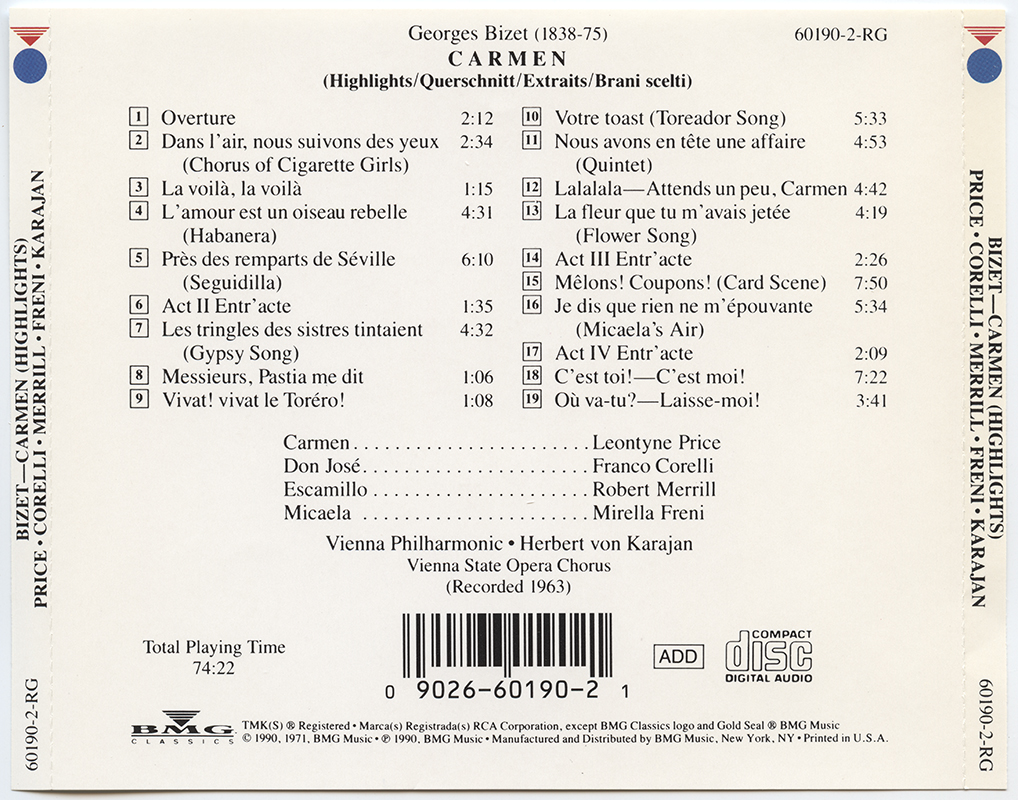 Georges Bizet (1838-75)
60190-2-RG
CARMEN
(Highlights/Querschnitt/Extraits/Brani scelti)
1 Overture 2:12
2 Dans l'air, nous suivons des yeux 2:34
(Chorus of Cigarette Girls)
3 La voilà, la voilà 1:15
4 L'amour est un oiseau rebelle 4:31
(Habanera)
5 Près des remparts de Séville 6:10
(Seguidilla)
6 Act II Entr'acte 1:35
7 Les tringles des sistres tintaient 4:32
(Gypsy Song)
8 Messieurs, Pastia me dit 1:06
9 Vivat! vivat le Toréro! 1:08
10 Votre toast (Toreador Song) 5:33
11 Nous avons en tête une affaire 4:53
(Quintet)
12 Lalalala—Attends un peu, Carmen 4:42
13 La fleur que tu m'avais jetée 4:19
(Flower Song)
14 Act III Entr'acte 2:26
15 Mêlons! Coupons! (Card Scene) 7:50
16 Je dis que rien ne m'épouvante 5:34
(Micaela's Air)
17 Act IV Entr'acte 2:09
18 C'est toi!—C'est moi! 7:22
19 Où va-tu?—Laisse-moi! 3:41
Carmen . . . . . . . . . . . . . . . . . . . . . . . Leontyne Price
Don José . . . . . . . . . . . . . . . . . . . . . . Franco Corelli
Escamillo . . . . . . . . . . . . . . . . . . . . . Robert Merrill
Micaela . . . . . . . . . . . . . . . . . . . . . . Mirella Freni
Vienna Philharmonic • Herbert von Karajan
Vienna State Opera Chorus
(Recorded 1963)
Total Playing Time
74:22
0 9026-60190-2 1
ADD
COMPACT
disc
DIGITAL AUDIO
BMG
CLASSICS
TMK(S) ® Registered • Marca(s) Registrada(s) RCA Corporation, except BMG Classics logo and Gold Seal ® BMG Music
© 1990, 1971, BMG Music • ℗ 1990, BMG Music • Manufactured and Distributed by BMG Music, New York, NY • Printed in U.S.A.
BIZET—CARMEN (HIGHLIGHTS)
PRICE • CORELLI • MERRILL • FRENI • KARAJAN
60190-2-RG
BIZET—CARMEN (HIGHLIGHTS)
PRICE • CORELLI • MERRILL • FRENI • KARAJAN
60190-2-RG